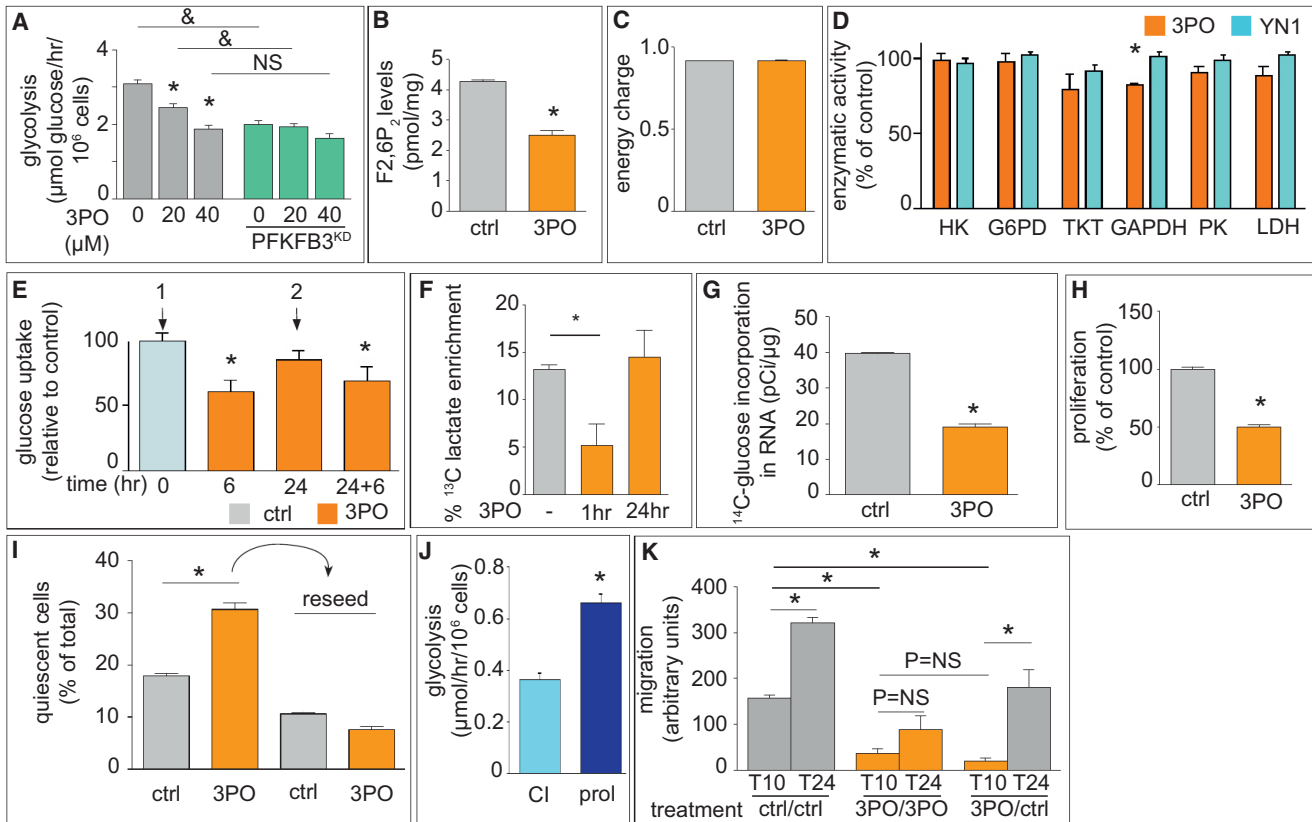 A
&
&
NS
glycolysis
(µmol glucose/hr/
10⁶ cells)
4
2
0
*
*
3PO
(µM)
0 20 40 0 20 40
PFKFB3ᴷᴰ
B
F2,6P₂ levels
(pmol/mg)
5
4
3
2
1
0
*
ctrl 3PO
C
energy charge
1.0
0.5
0
ctrl 3PO
D
3PO YN1
enzymatic activity
(% of control)
100
50
0
*
HK G6PD TKT GAPDH PK LDH
E
1 2
glucose uptake
(relative to control)
100
50
0
* *
time (hr) 0 6 24 24+6
ctrl 3PO
F
% ¹³C lactate enrichment
20
15
10
5
0
*
3PO - 1hr 24hr
G
¹⁴C-glucose incorporation
in RNA (pCi/µg)
50
40
30
20
10
0
*
ctrl 3PO
H
proliferation
(% of control)
150
100
50
0
*
ctrl 3PO
I
quiescent cells
(% of total)
40
30
20
10
0
*
reseed
ctrl 3PO ctrl 3PO
J
glycolysis
(µmol/hr/10⁶ cells)
0.8
0.6
0.4
0.2
0
*
CI prol
K
migration
(arbitrary units)
400
300
200
100
0
*
*
*
*
P=NS
P=NS
T10 T24 T10 T24 T10 T24
treatment ctrl/ctrl 3PO/3PO 3PO/ctrl